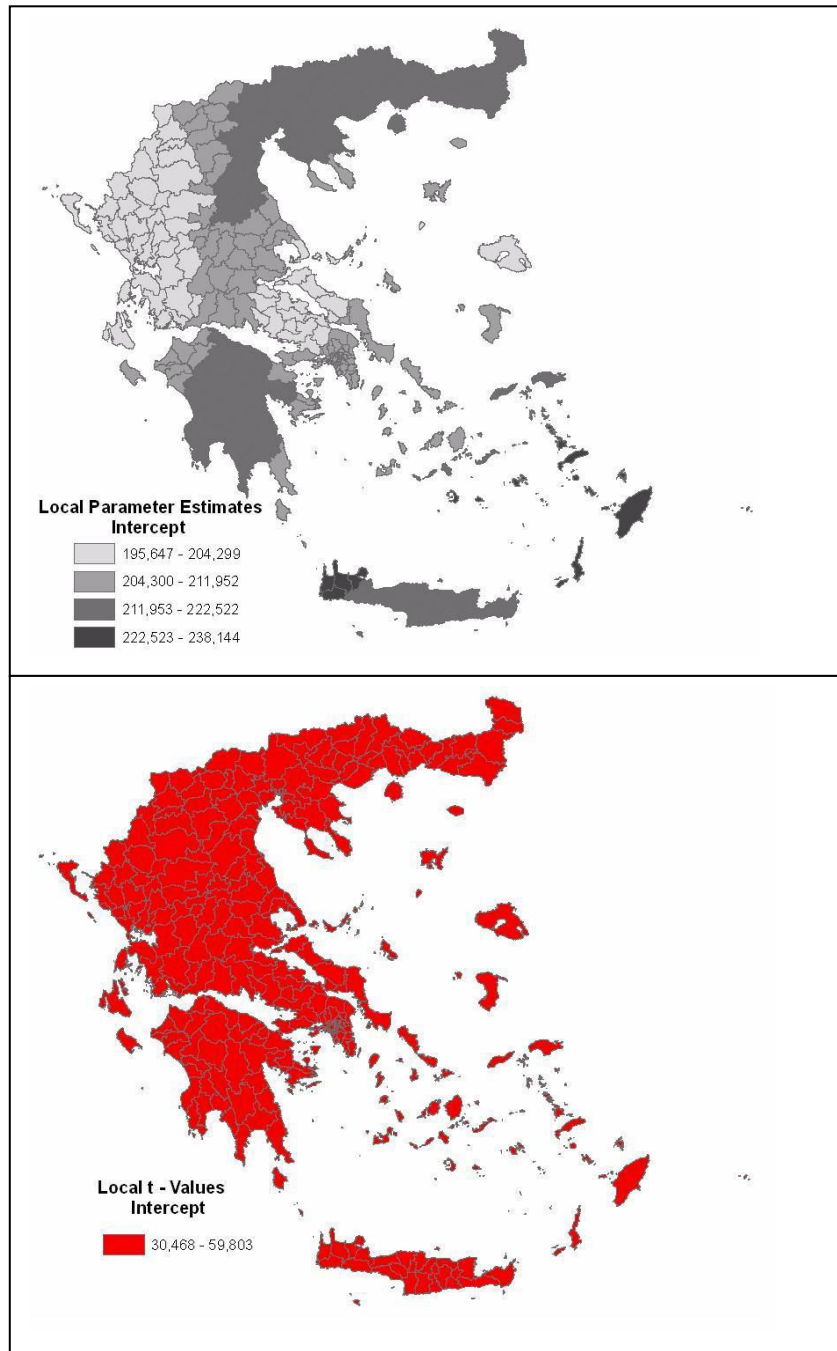 Local Parameter Estimates
Intercept
195,647 - 204,299
204,300 - 211,952
211,953 - 222,522
222,523 - 238,144
Local t - Values
Intercept
30,468 - 59,803